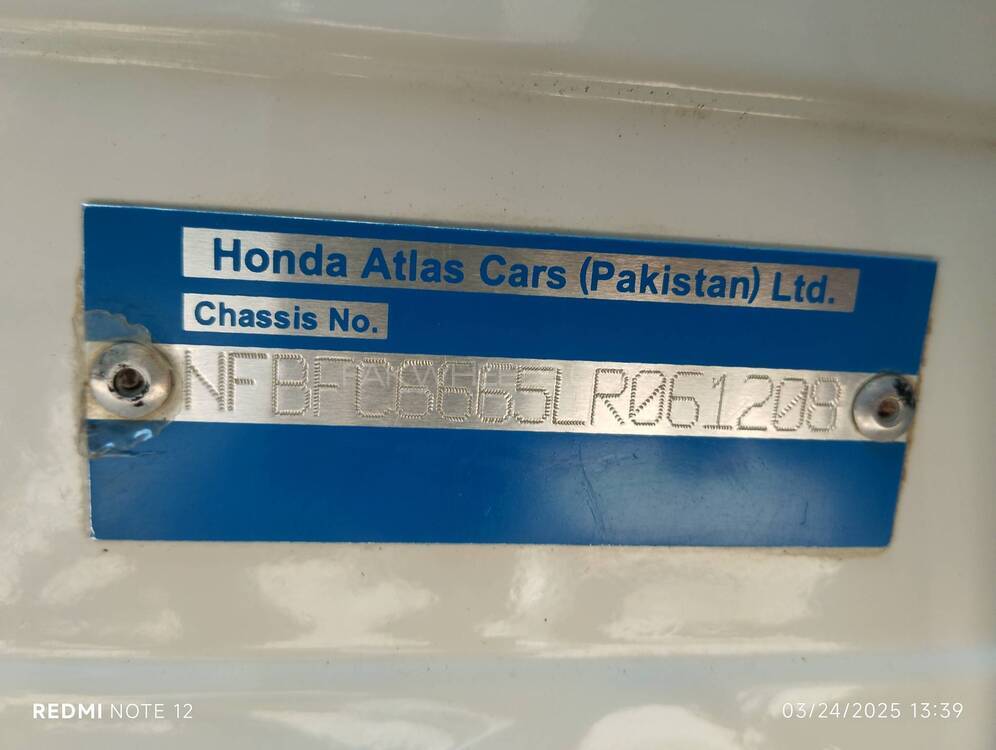 Honda Atlas Cars (Pakistan) Ltd.
Chassis No.
NFBFC6665LR061208
REDMI NOTE 12
03/24/2025 13:39